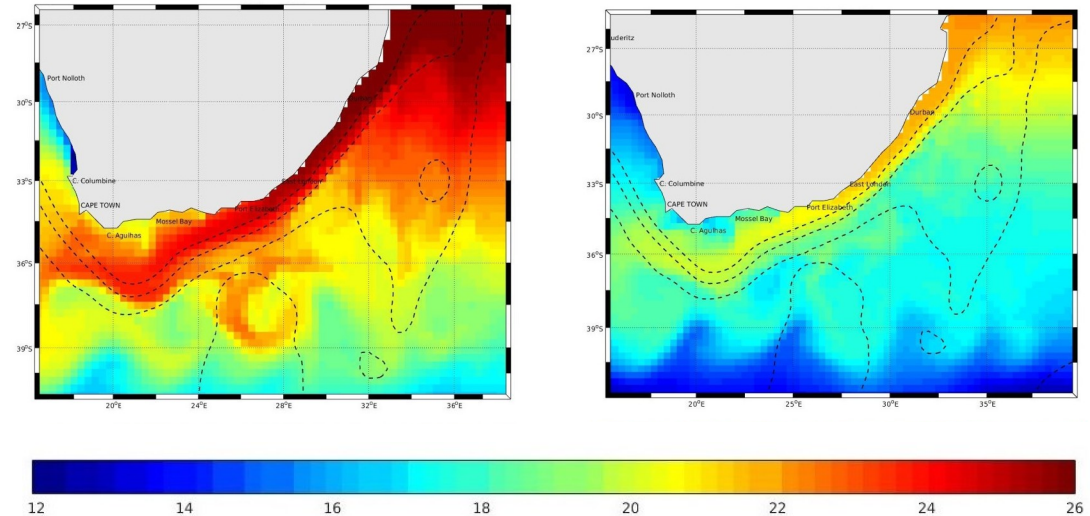 27°S
30°S
33°S
36°S
39°S
Port Nolloth
C. Columbine
CAPE TOWN
C. Agulhas
Mossel Bay
20°E 24°E 28°E 32°E 36°E
27°S
30°S
33°S
36°S
39°S
uderitz
Port Nolloth
Durban
C. Columbine
East London
CAPE TOWN
Port Elizabeth
Mossel Bay
C. Agulhas
20°E 25°E 30°E 35°E
12 14 16 18 20 22 24 26